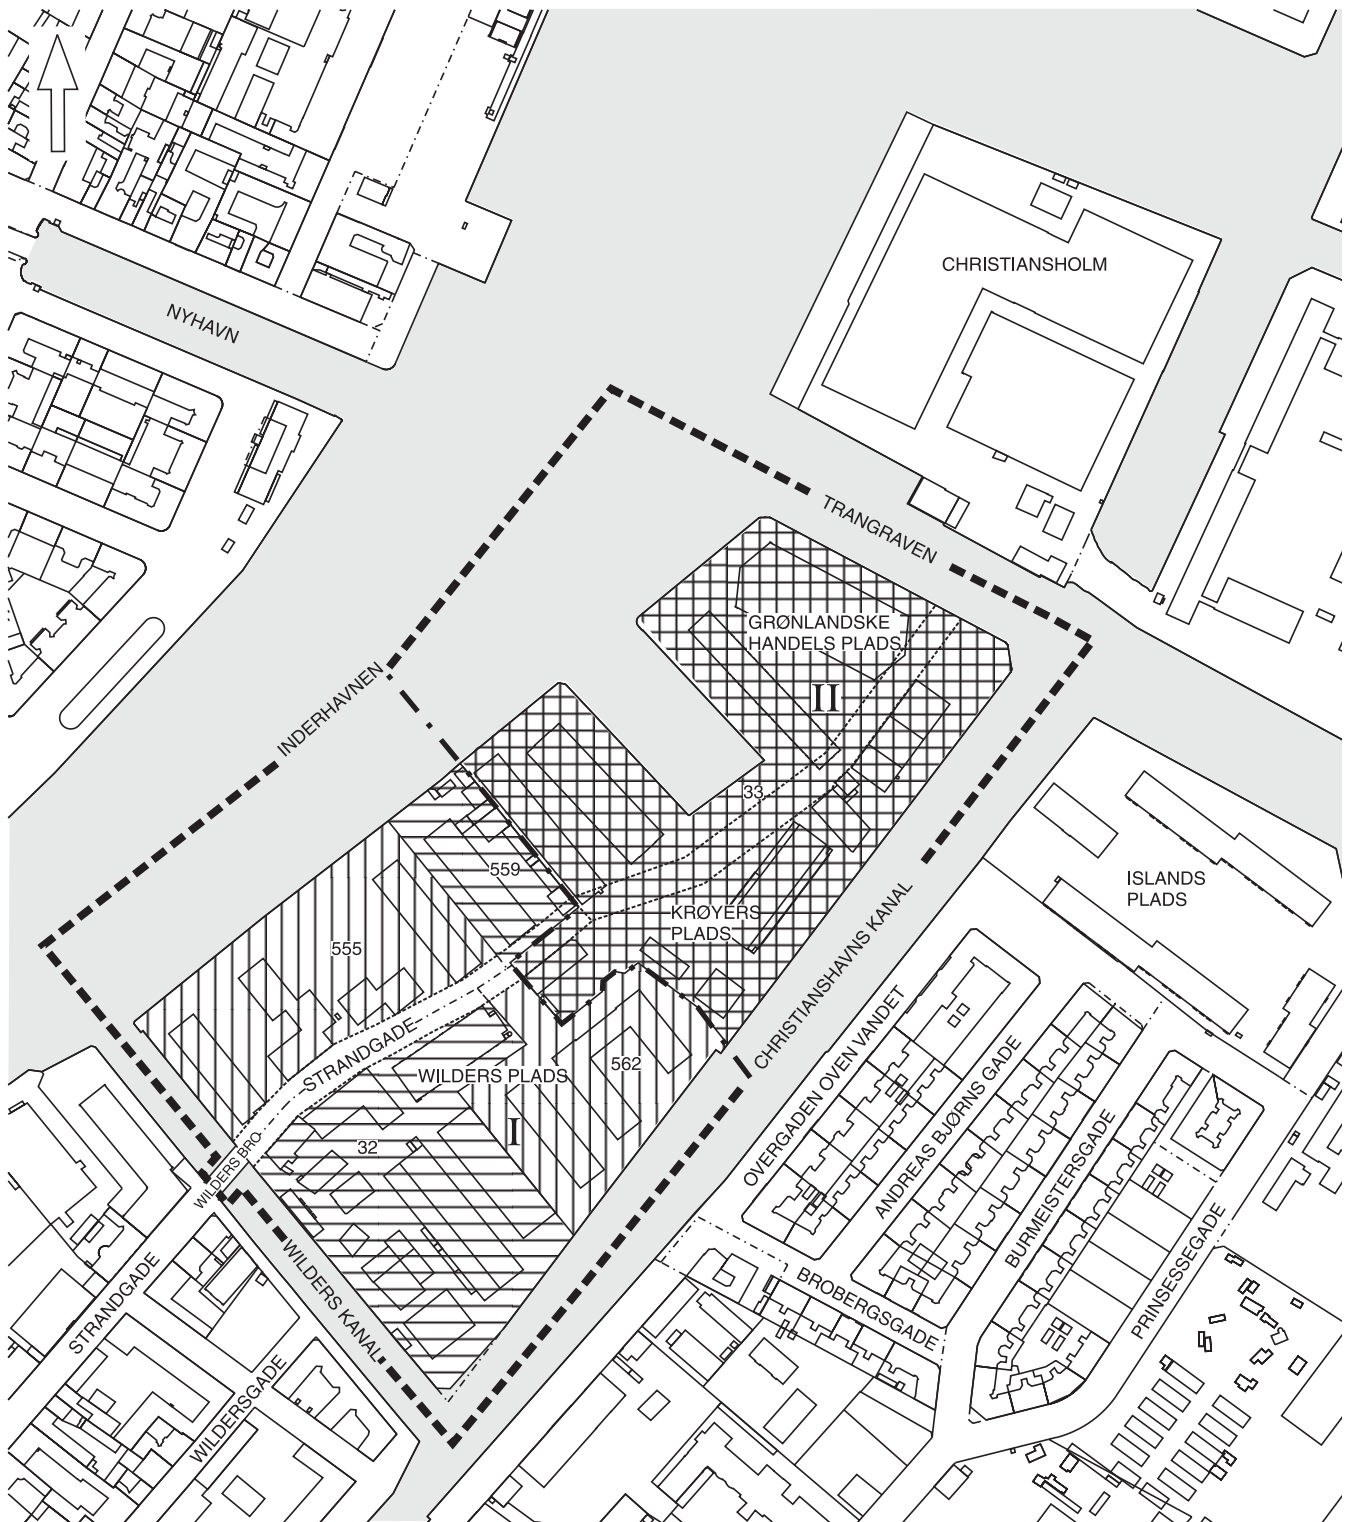 NYHAVN
CHRISTIANSHOLM
TRANGRAVEN
GRØNLANDSKE
HANDELS PLADS
II
INDERHAVNEN
33
559
KRØYERS
PLADS
ISLANDS
PLADS
555
CHRISTIANSHAVNS KANAL
STRANDGADE
WILDERS PLADS
562
I
32
WILDERS BRO
OVERGADEN OVEN VANDET
ANDREAS BJØRNS GADE
BURMEISTERSGADE
PRINSESSEGADE
BROBERGSGADE
WILDERS KANAL
STRANDGADE
WILDERSGADE